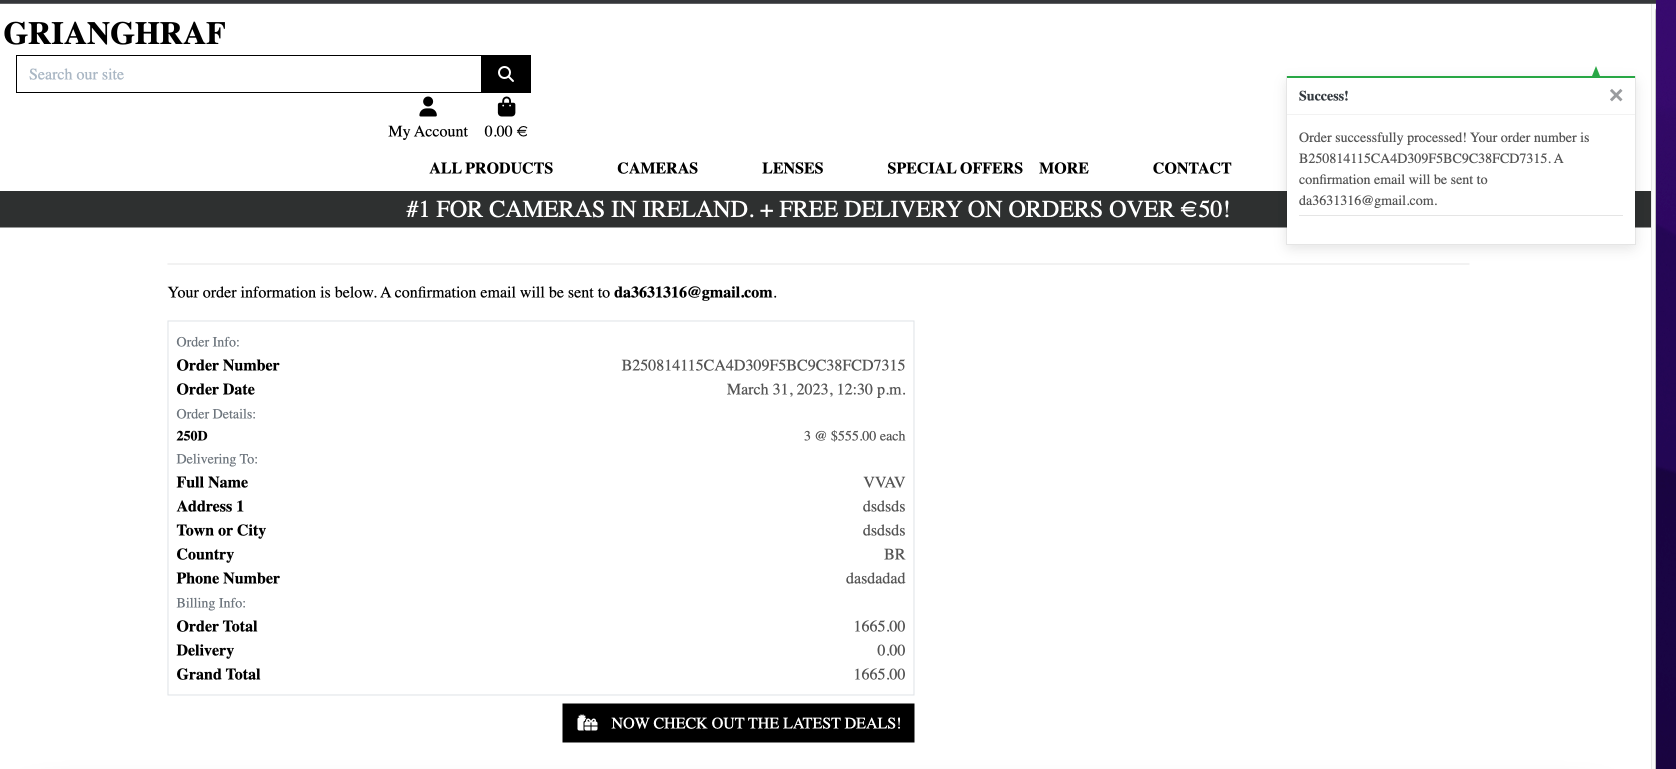 GRIANGHRAF
Search our site
My Account 0.00 €
ALL PRODUCTS CAMERAS LENSES SPECIAL OFFERS MORE CONTACT
#1 FOR CAMERAS IN IRELAND. + FREE DELIVERY ON ORDERS OVER €50!
Success!
Order successfully processed! Your order number is
B250814115CA4D309F5BC9C38FCD7315. A
confirmation email will be sent to
da3631316@gmail.com.
Your order information is below. A confirmation email will be sent to da3631316@gmail.com.
Order Info:
Order Number B250814115CA4D309F5BC9C38FCD7315
Order Date March 31, 2023, 12:30 p.m.
Order Details:
250D 3 @ $555.00 each
Delivering To:
Full Name VVAV
Address 1 dsdsds
Town or City dsdsds
Country BR
Phone Number dasdadad
Billing Info:
Order Total 1665.00
Delivery 0.00
Grand Total 1665.00
NOW CHECK OUT THE LATEST DEALS!